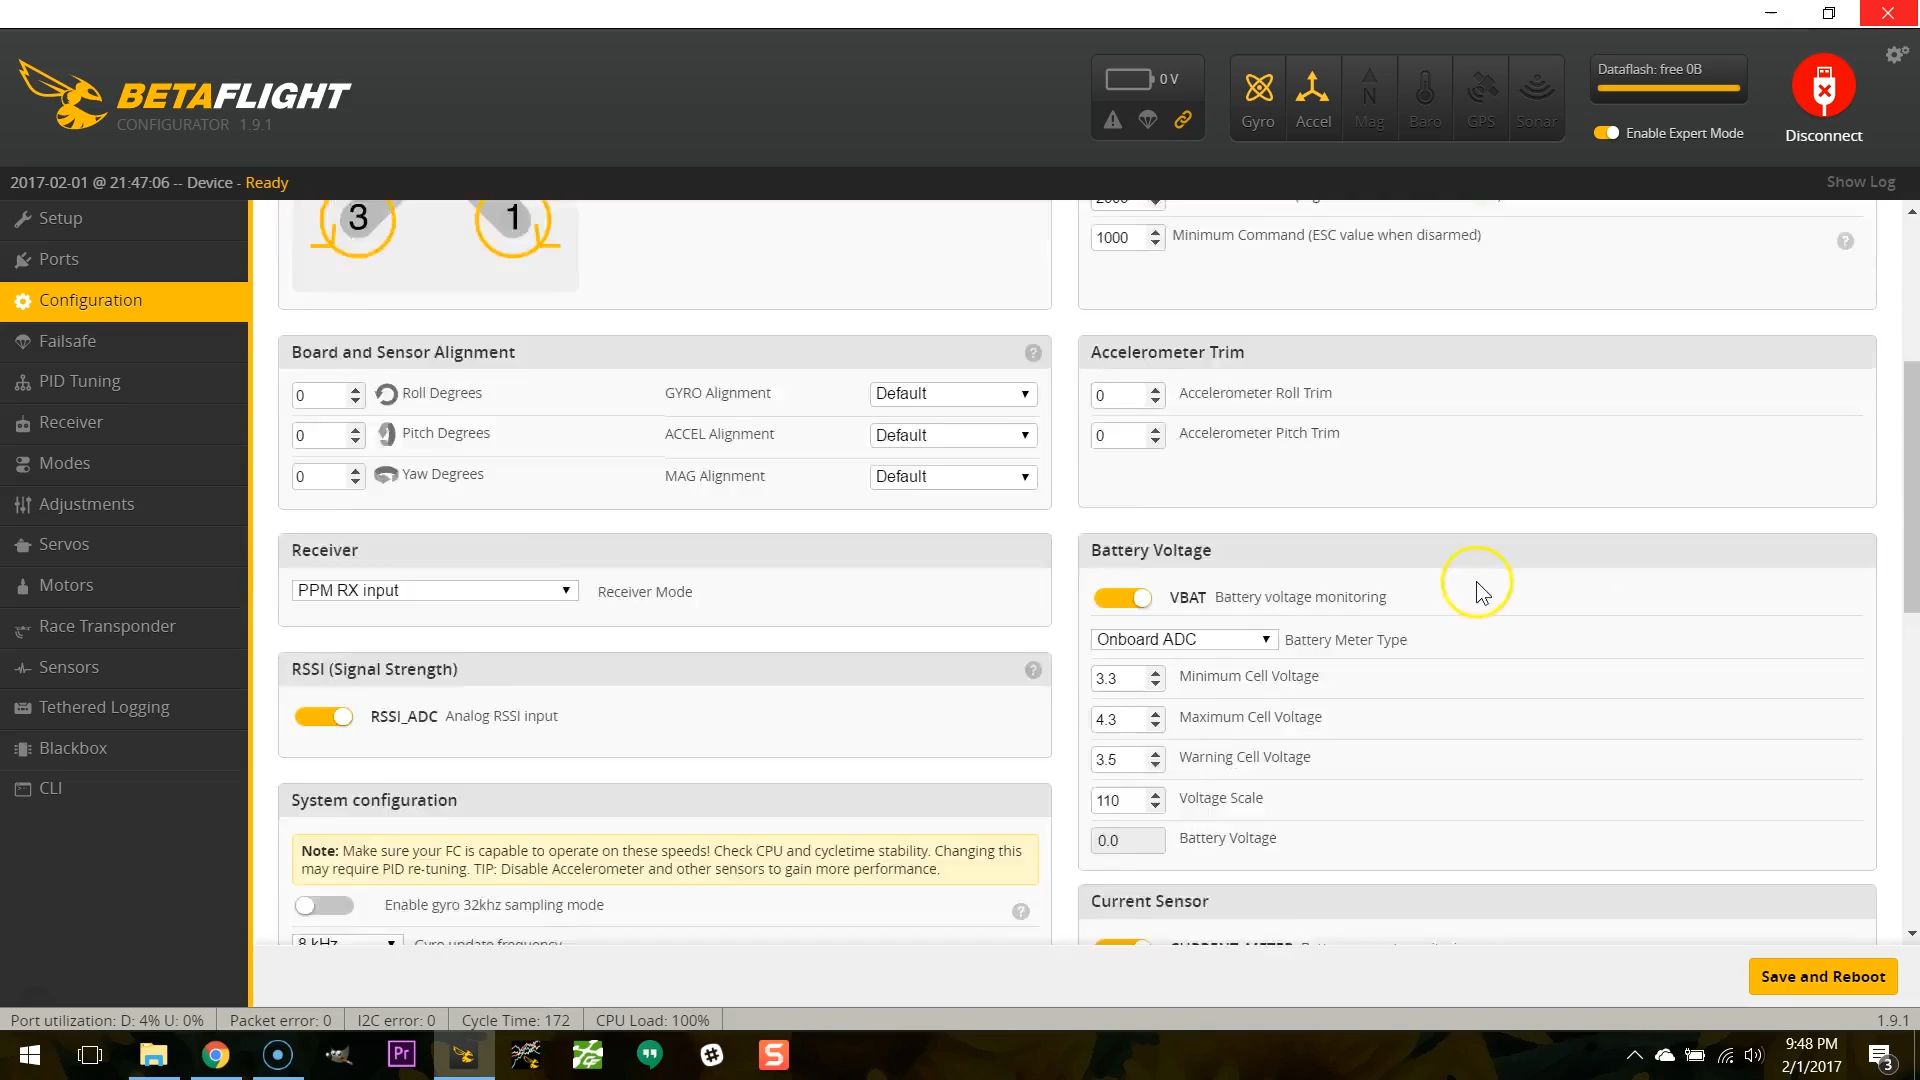 0 V
Dataflash: free 0B
BETAFLIGHT
CONFIGURATOR 1.9.1
Gyro
Accel
Mag
Baro
GPS
Sonar
Enable Expert Mode
Disconnect
2017-02-01 @ 21:47:06 -- Device - Ready
Show Log
Setup
Ports
Configuration
Failsafe
PID Tuning
Receiver
Modes
Adjustments
Servos
Motors
Race Transponder
Sensors
Tethered Logging
Blackbox
CLI
3
1
1000
Minimum Command (ESC value when disarmed)
?
Board and Sensor Alignment
?
0
Roll Degrees
GYRO Alignment
Default
0
Pitch Degrees
ACCEL Alignment
Default
0
Yaw Degrees
MAG Alignment
Default
Accelerometer Trim
0
Accelerometer Roll Trim
0
Accelerometer Pitch Trim
Receiver
PPM RX input
Receiver Mode
RSSI (Signal Strength)
?
RSSI_ADC Analog RSSI input
System configuration
Note: Make sure your FC is capable to operate on these speeds! Check CPU and cycletime stability. Changing this
may require PID re-tuning. TIP: Disable Accelerometer and other sensors to gain more performance.
Enable gyro 32khz sampling mode
?
8 kHz
Gyro update frequency
Battery Voltage
VBAT Battery voltage monitoring
Onboard ADC
Battery Meter Type
3.3
Minimum Cell Voltage
4.3
Maximum Cell Voltage
3.5
Warning Cell Voltage
110
Voltage Scale
0.0
Battery Voltage
Current Sensor
Save and Reboot
Port utilization: D: 4% U: 0%
Packet error: 0
I2C error: 0
Cycle Time: 172
CPU Load: 100%
1.9.1
Pr
S
9:48 PM
2/1/2017
3